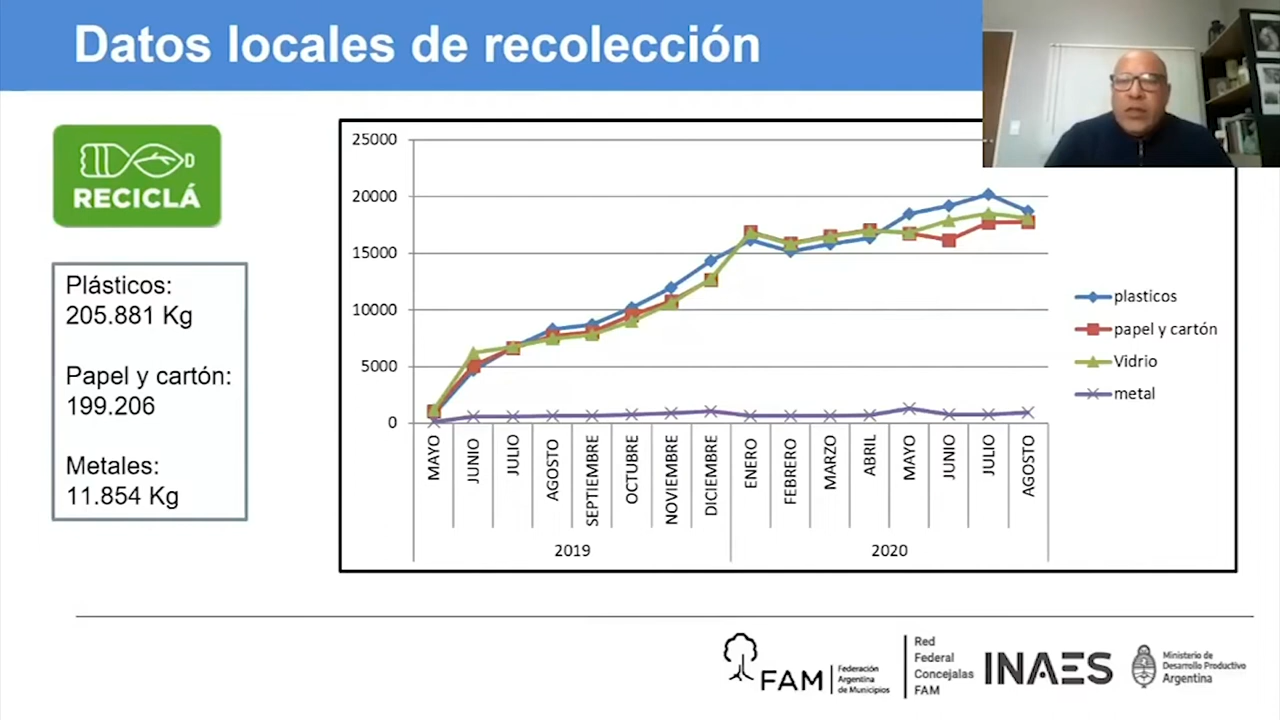 Datos locales de recolección
D
RECICLÁ
Plásticos:
205.881 Kg
Papel y cartón:
199.206
Metales:
11.854 Kg
25000
20000
15000
10000
5000
0
MAYO
JUNIO
JULIO
AGOSTO
SEPTIEMBRE
OCTUBRE
NOVIEMBRE
DICIEMBRE
ENERO
FEBRERO
MARZO
ABRIL
MAYO
JUNIO
JULIO
AGOSTO
2019
2020
plasticos
papel y cartón
Vidrio
metal
FAM
Federación
Argentina
de Municipios
Red
Federal
Concejalas
FAM
INAES
Ministerio de
Desarrollo Productivo
Argentina